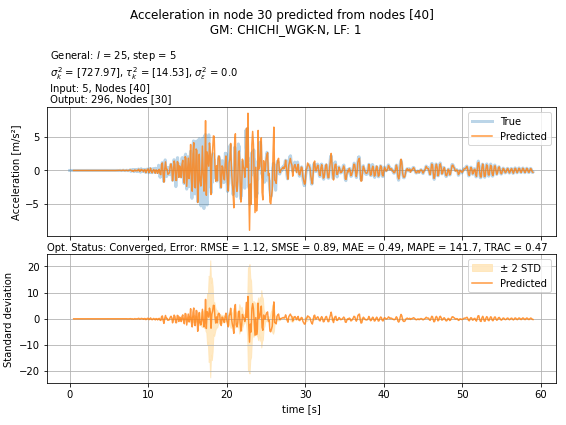 Acceleration in node 30 predicted from nodes [40]
GM: CHICHI_WGK-N, LF: 1
General: l = 25, step = 5
σ²ₖ = [727.97], τ²ₖ = [14.53], σ²ε = 0.0
Input: 5, Nodes [40]
Output: 296, Nodes [30]
Acceleration [m/s²]
5
0
−5
True
Predicted
Opt. Status: Converged, Error: RMSE = 1.12, SMSE = 0.89, MAE = 0.49, MAPE = 141.7, TRAC = 0.47
Standard deviation
20
10
0
−10
−20
± 2 STD
Predicted
0 10 20 30 40 50 60
time [s]